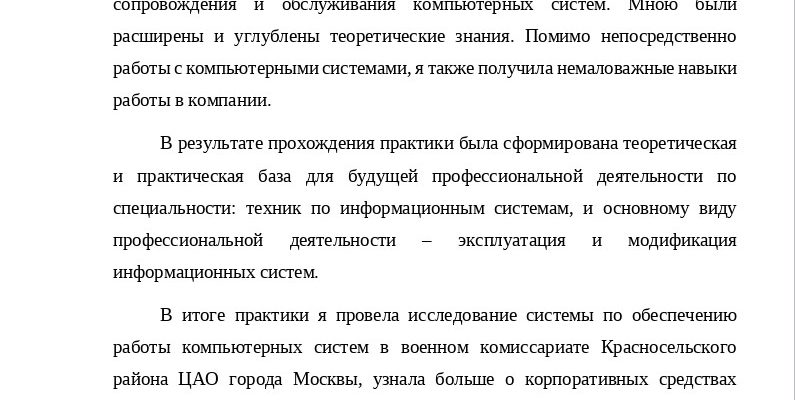 сопровождения и обслуживания компьютерных систем. Мною были
расширены и углублены теоретические знания. Помимо непосредственно
работы с компьютерными системами, я также получила немаловажные навыки
работы в компании.
В результате прохождения практики была сформирована теоретическая
и практическая база для будущей профессиональной деятельности по
специальности: техник по информационным системам, и основному виду
профессиональной деятельности – эксплуатация и модификация
информационных систем.
В итоге практики я провела исследование системы по обеспечению
работы компьютерных систем в военном комиссариате Красносельского
района ЦАО города Москвы, узнала больше о корпоративных средствах